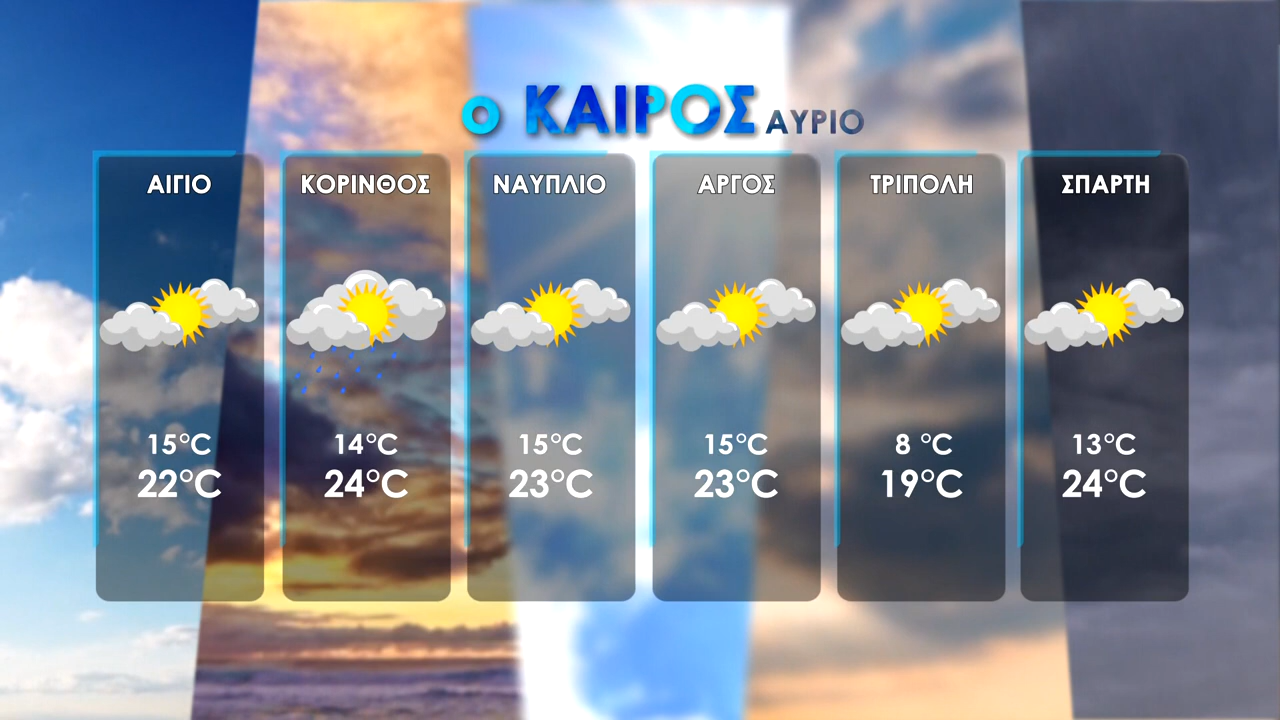 ο ΚΑΙΡΟΣ ΑΥΡΙΟ
ΑΙΓΙΟ
15°C
22°C
ΚΟΡΙΝΘΟΣ
14°C
24°C
ΝΑΥΠΛΙΟ
15°C
23°C
ΑΡΓΟΣ
15°C
23°C
ΤΡΙΠΟΛΗ
8 °C
19°C
ΣΠΑΡΤΗ
13°C
24°C